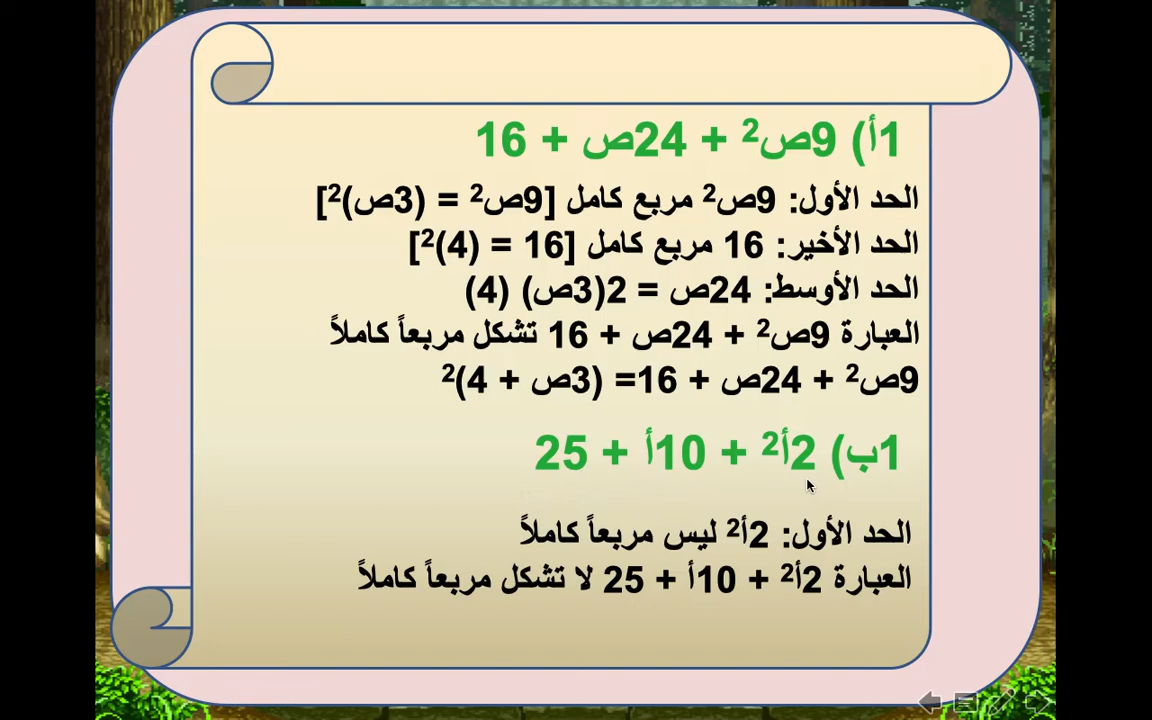 1أ) 9ص² + 24ص + 16
الحد الأول: 9ص² مربع كامل [9ص² = (3ص)²]
الحد الأخير: 16 مربع كامل [16 = (4)²]
الحد الأوسط: 24ص = 2(3ص) (4)
العبارة 9ص² + 24ص + 16 تشكل مربعاً كاملاً
9ص² + 24ص + 16= (3ص + 4)²
1ب) 2أ² + 10أ + 25
الحد الأول: 2أ² ليس مربعاً كاملاً
العبارة 2أ² + 10أ + 25 لا تشكل مربعاً كاملاً